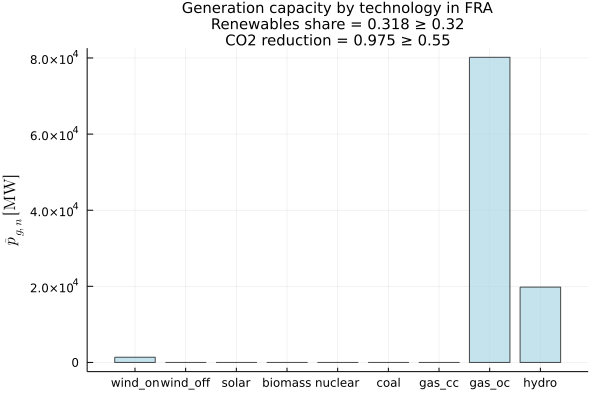 Generation capacity by technology in FRA
Renewables share = 0.318 ≥ 0.32
CO2 reduction = 0.975 ≥ 0.55
8.0×10⁴
6.0×10⁴
4.0×10⁴
2.0×10⁴
0
p̄_{g,n}[MW]
wind_on wind_off solar biomass nuclear coal gas_cc gas_oc hydro